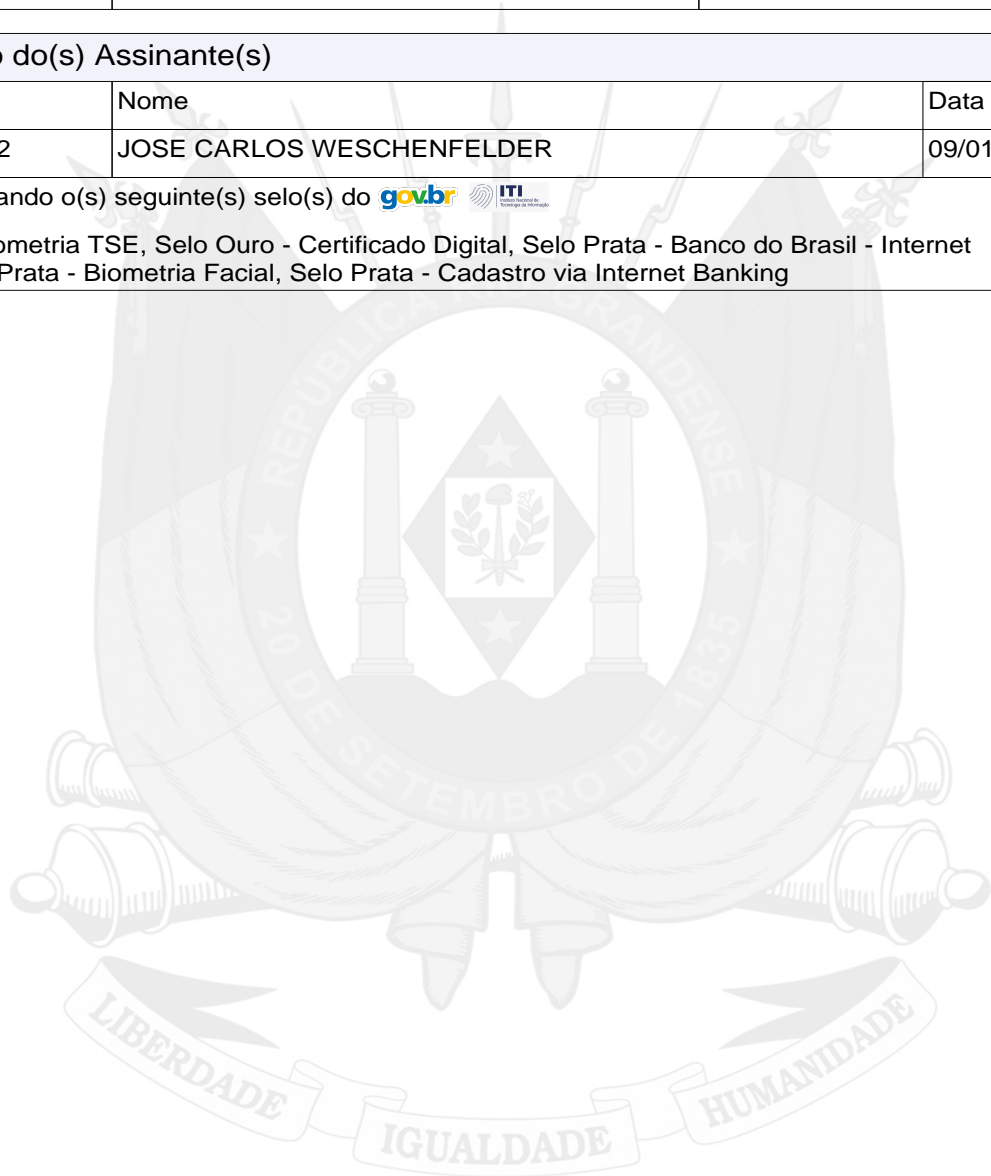 o do(s) Assinante(s)
Nome
Data
2
JOSE CARLOS WESCHENFELDER
09/01
ando o(s) seguinte(s) selo(s) do gov.br ITI
ometria TSE, Selo Ouro - Certificado Digital, Selo Prata - Banco do Brasil - Internet
Prata - Biometria Facial, Selo Prata - Cadastro via Internet Banking
REPÚBLICA RIO GRANDENSE
20 DE SETEMBRO DE 1835
LIBERDADE
IGUALDADE
HUMANIDADE